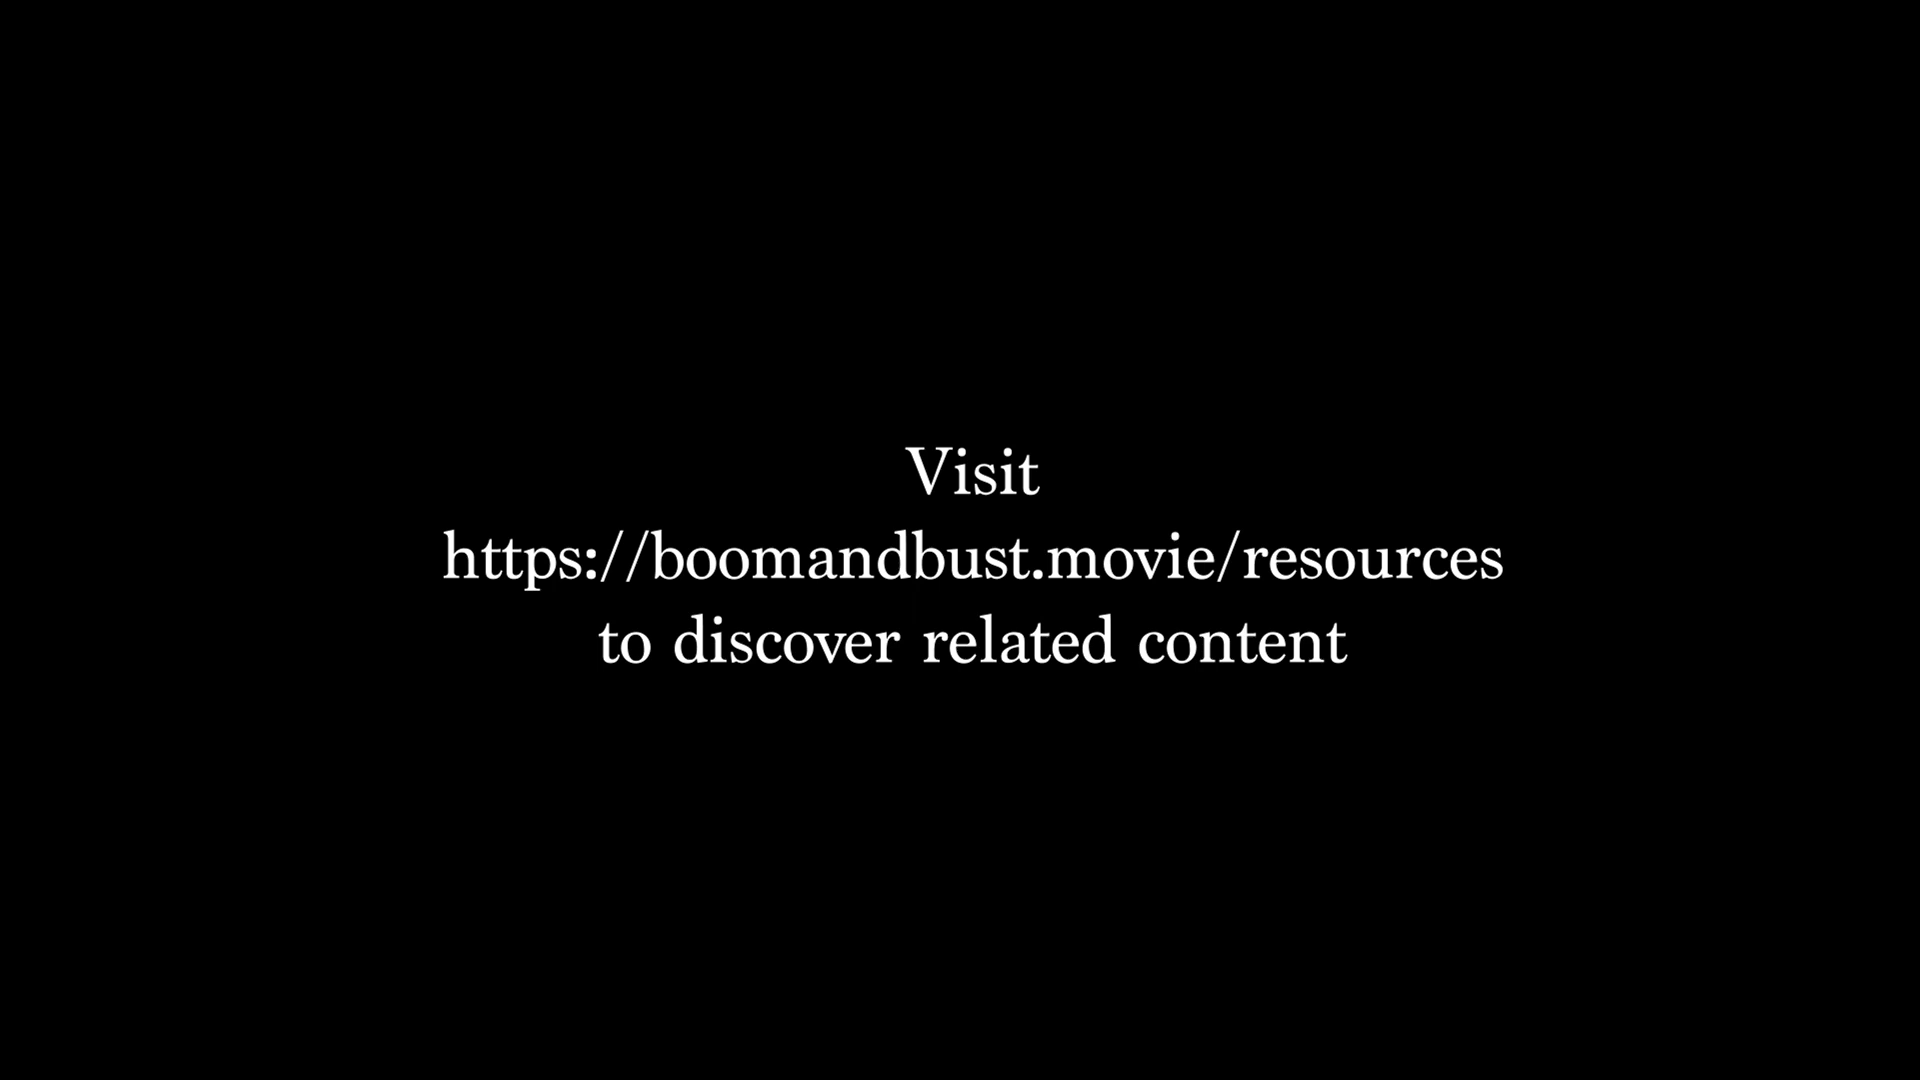 Visit
https://boomandbust.movie/resources
to discover related content